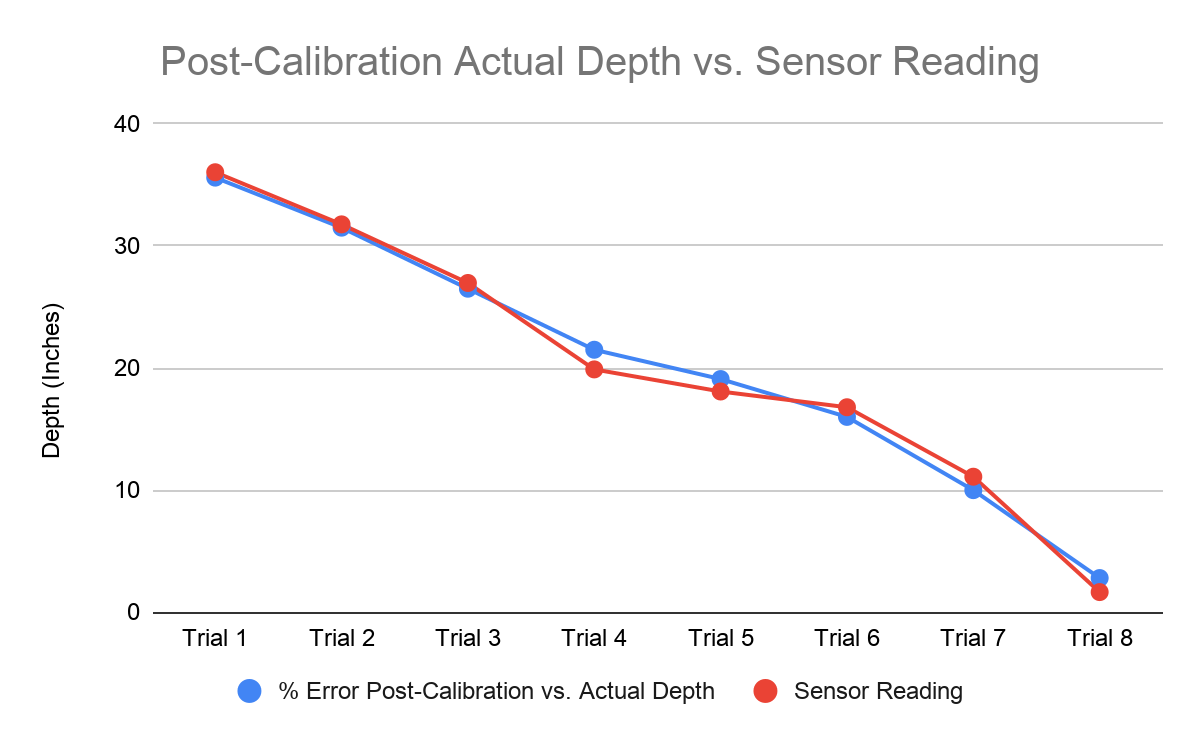 Post-Calibration Actual Depth vs. Sensor Reading
Depth (Inches)
40
30
20
10
0
Trial 1 Trial 2 Trial 3 Trial 4 Trial 5 Trial 6 Trial 7 Trial 8
% Error Post-Calibration vs. Actual Depth Sensor Reading